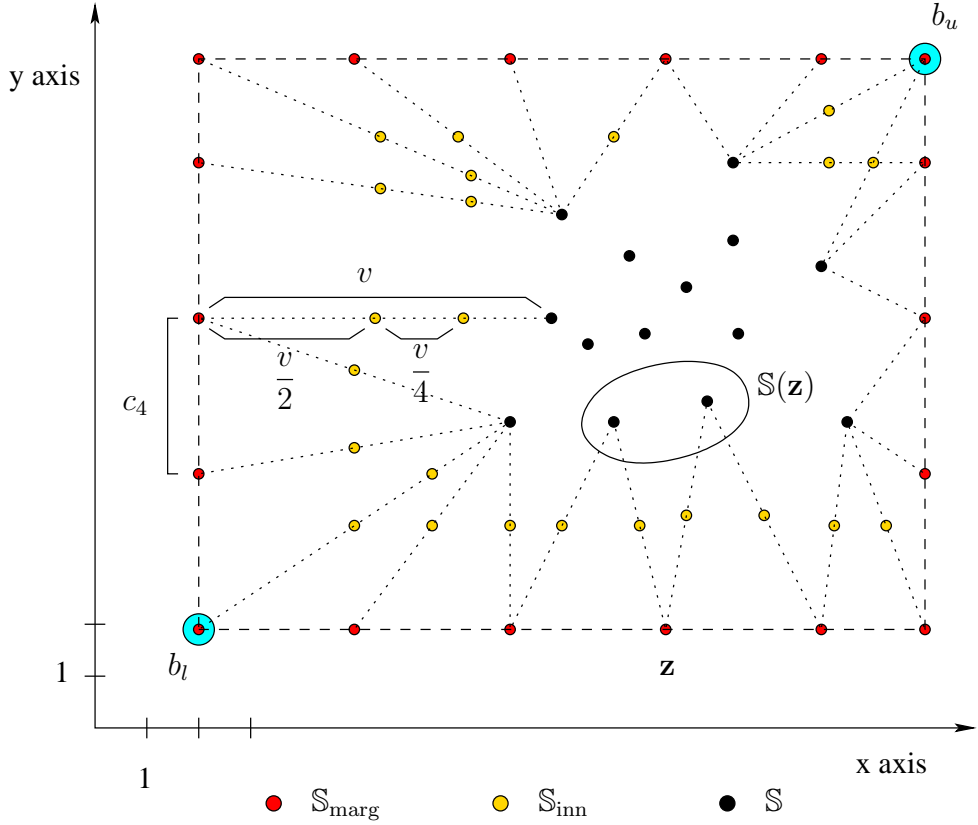 b_u
y axis
v
v/2
v/4
c_4
𝕊(𝐳)
b_l
𝐳
1
x axis
1
𝕊_marg 𝕊_inn 𝕊